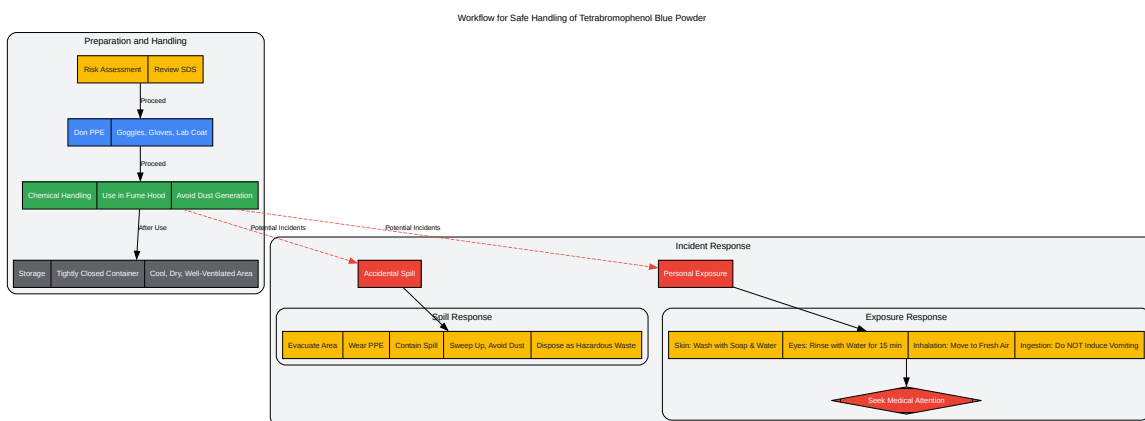 Workflow for Safe Handling of Tetrabromophenol Blue Powder
Preparation and Handling
Risk Assessment
Review SDS
Proceed
Don PPE
Goggles, Gloves, Lab Coat
Proceed
Chemical Handling
Use in Fume Hood
Avoid Dust Generation
After Use
Potential Incidents
Potential Incidents
Storage
Tightly Closed Container
Cool, Dry, Well-Ventilated Area
Incident Response
Accidental Spill
Personal Exposure
Spill Response
Evacuate Area
Wear PPE
Contain Spill
Sweep Up, Avoid Dust
Dispose as Hazardous Waste
Exposure Response
Skin: Wash with Soap & Water
Eyes: Rinse with Water for 15 min
Inhalation: Move to Fresh Air
Ingestion: Do NOT Induce Vomiting
Seek Medical Attention